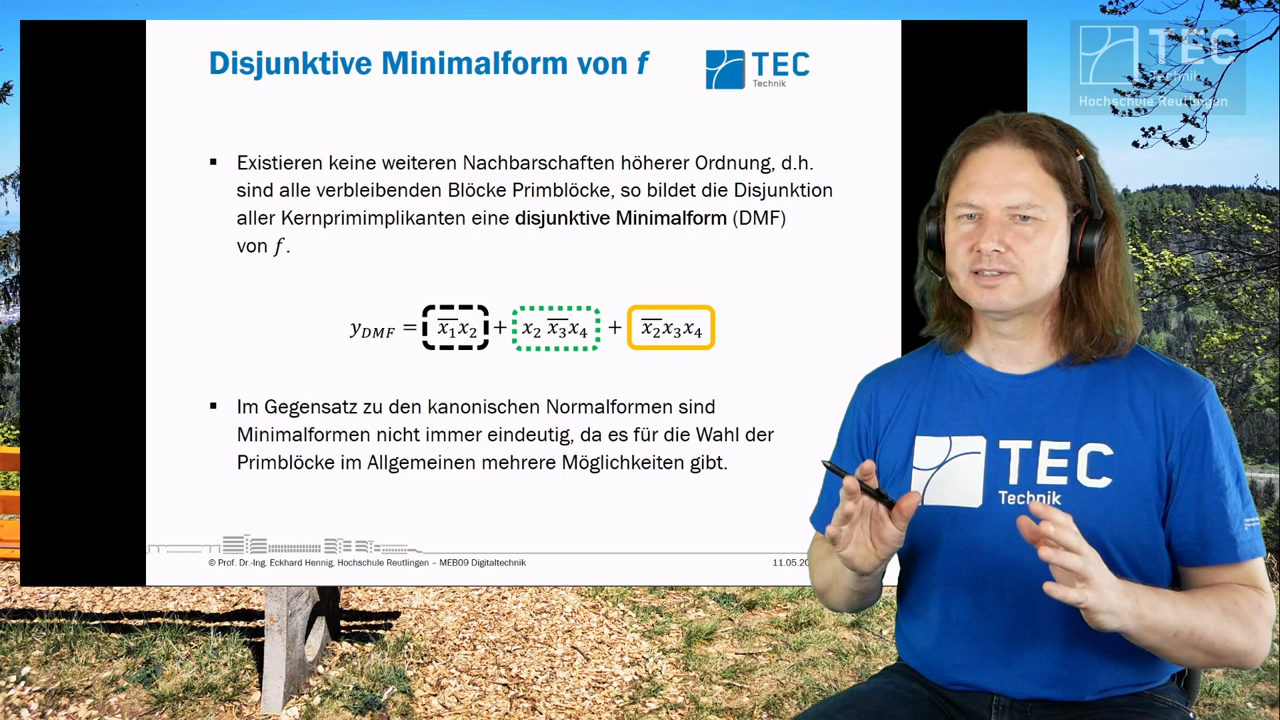 Disjunktive Minimalform von f
TEC
Technik
TEC
Technik
Hochschule Reutlingen
▪ Existieren keine weiteren Nachbarschaften höherer Ordnung, d.h.
sind alle verbleibenden Blöcke Primblöcke, so bildet die Disjunktion
aller Kernprimimplikanten eine disjunktive Minimalform (DMF)
von f.
y_DMF = x̅₁x₂ + x₂ x̅₃x₄ + x̅₂x₃x₄
▪ Im Gegensatz zu den kanonischen Normalformen sind
Minimalformen nicht immer eindeutig, da es für die Wahl der
Primblöcke im Allgemeinen mehrere Möglichkeiten gibt.
TEC
Technik
© Prof. Dr.-Ing. Eckhard Hennig, Hochschule Reutlingen – MEB09 Digitaltechnik